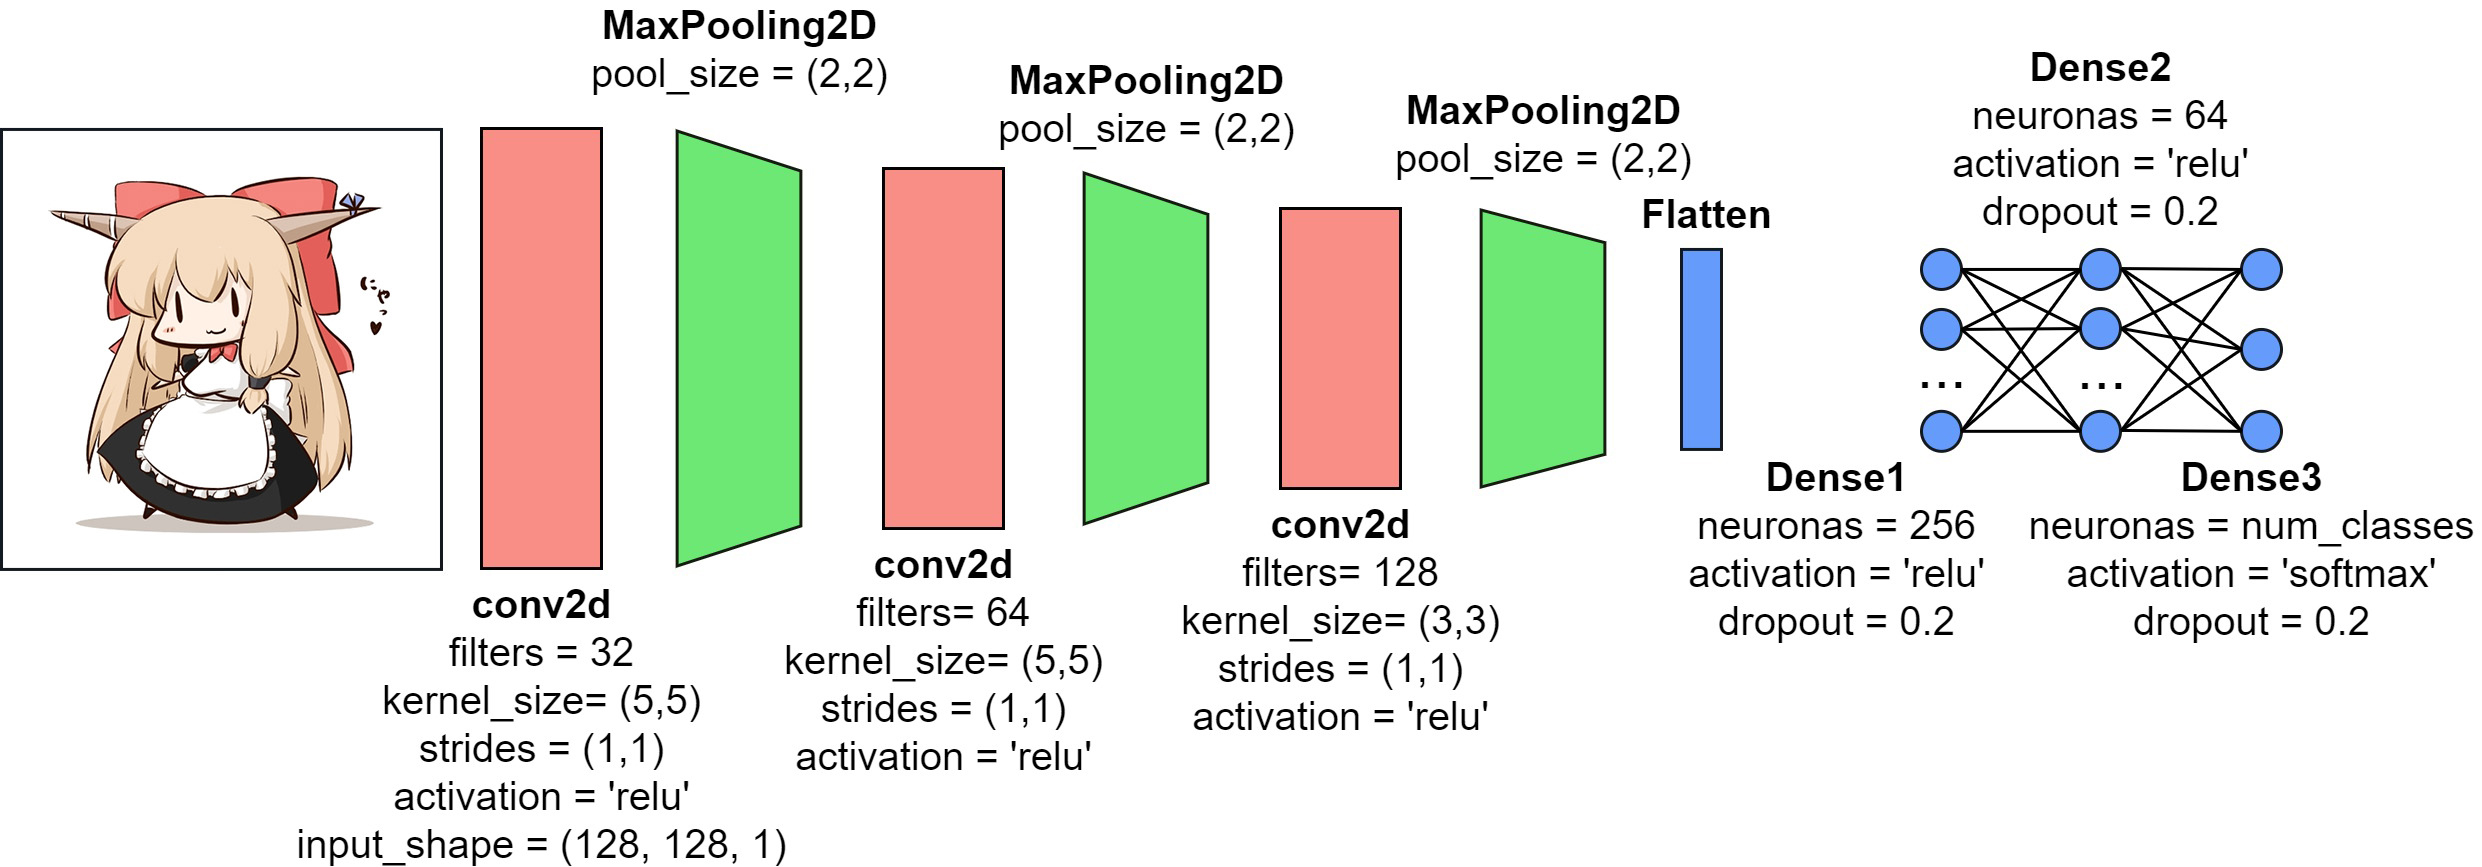 MaxPooling2D
pool_size = (2,2)
MaxPooling2D
pool_size = (2,2)
MaxPooling2D
pool_size = (2,2)
Flatten
Dense2
neuronas = 64
activation = 'relu'
dropout = 0.2
にゃっ
conv2d
filters = 32
kernel_size= (5,5)
strides = (1,1)
activation = 'relu'
input_shape = (128, 128, 1)
conv2d
filters= 64
kernel_size= (5,5)
strides = (1,1)
activation = 'relu'
conv2d
filters= 128
kernel_size= (3,3)
strides = (1,1)
activation = 'relu'
...
...
Dense1
neuronas = 256
activation = 'relu'
dropout = 0.2
Dense3
neuronas = num_classes
activation = 'softmax'
dropout = 0.2